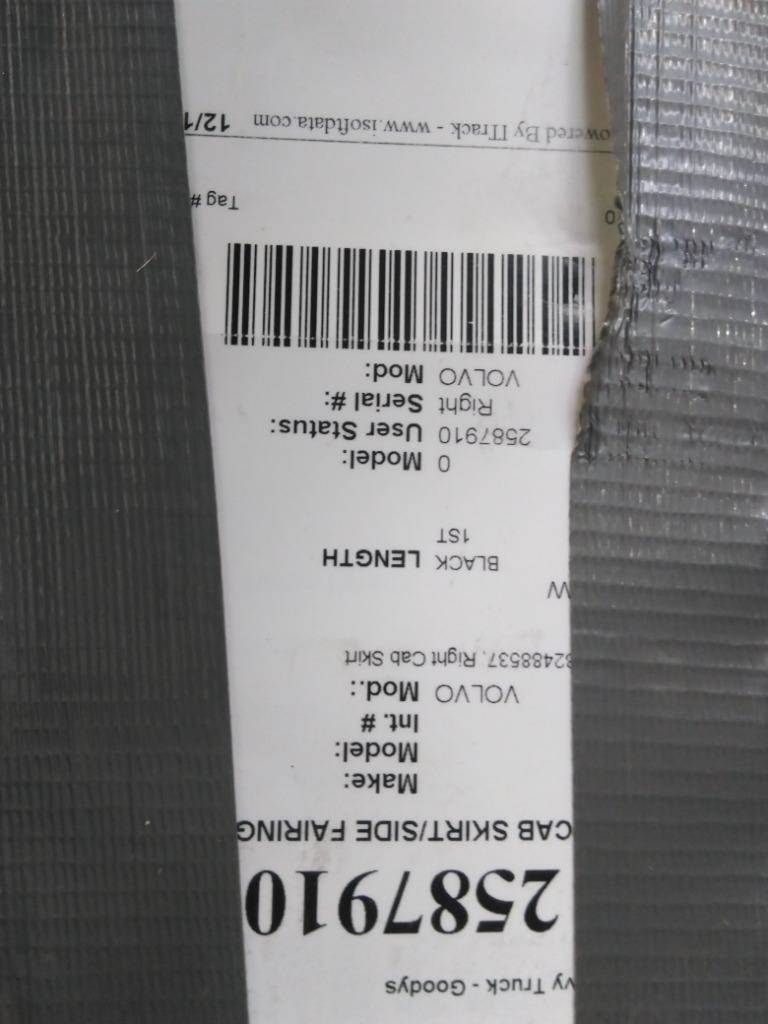 vy Truck - Goodys
2587910
CAB SKIRT/SIDE FAIRING
Make:
Model:
Int. #
VOLVO Mod.:
82488537. Right Cab Skirt
W
BLACK LENGTH
1ST
0 Model:
2587910 User Status:
Right Serial #:
VOLVO Mod:
Tag #
owered By ITrack - www.isoftdata.com 12/1